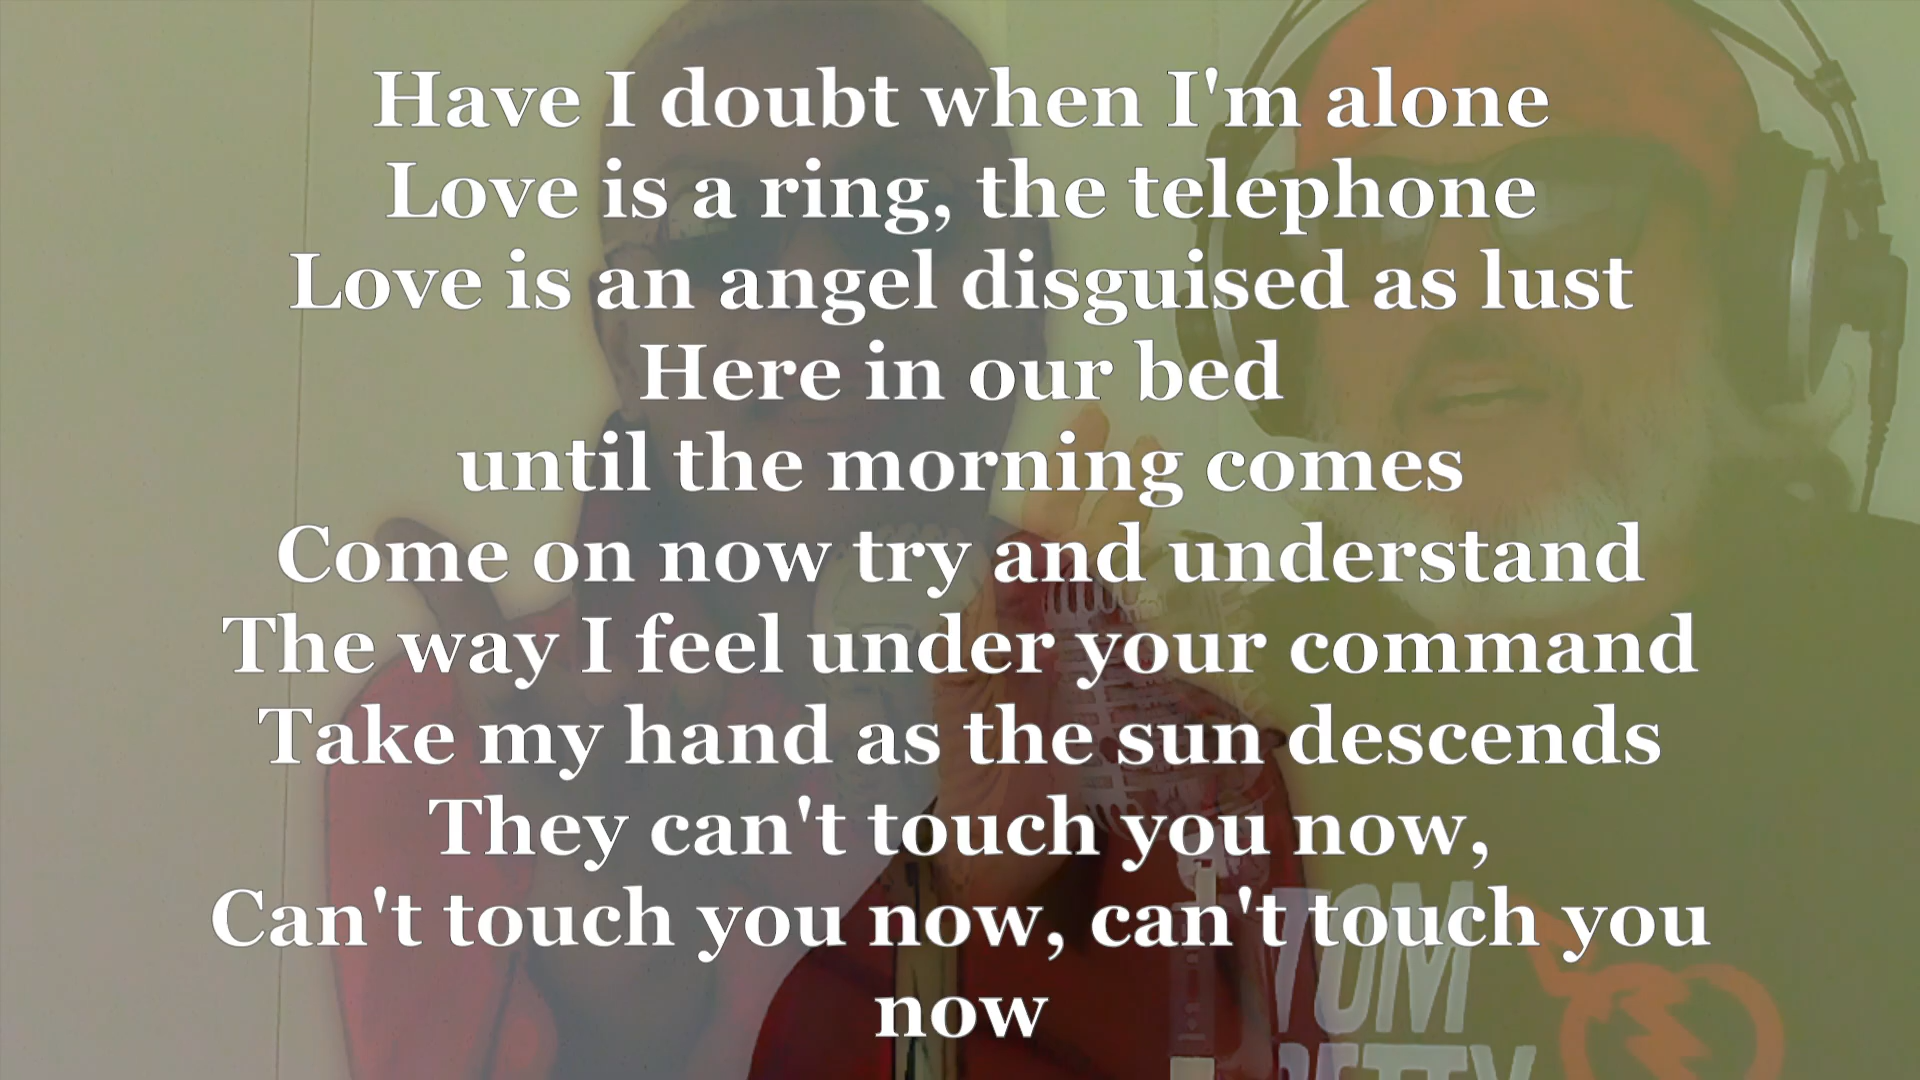 Have I doubt when I'm alone
Love is a ring, the telephone
Love is an angel disguised as lust
Here in our bed
until the morning comes
Come on now try and understand
The way I feel under your command
Take my hand as the sun descends
They can't touch you now,
Can't touch you now, can't touch you
now
TOM
PETTY